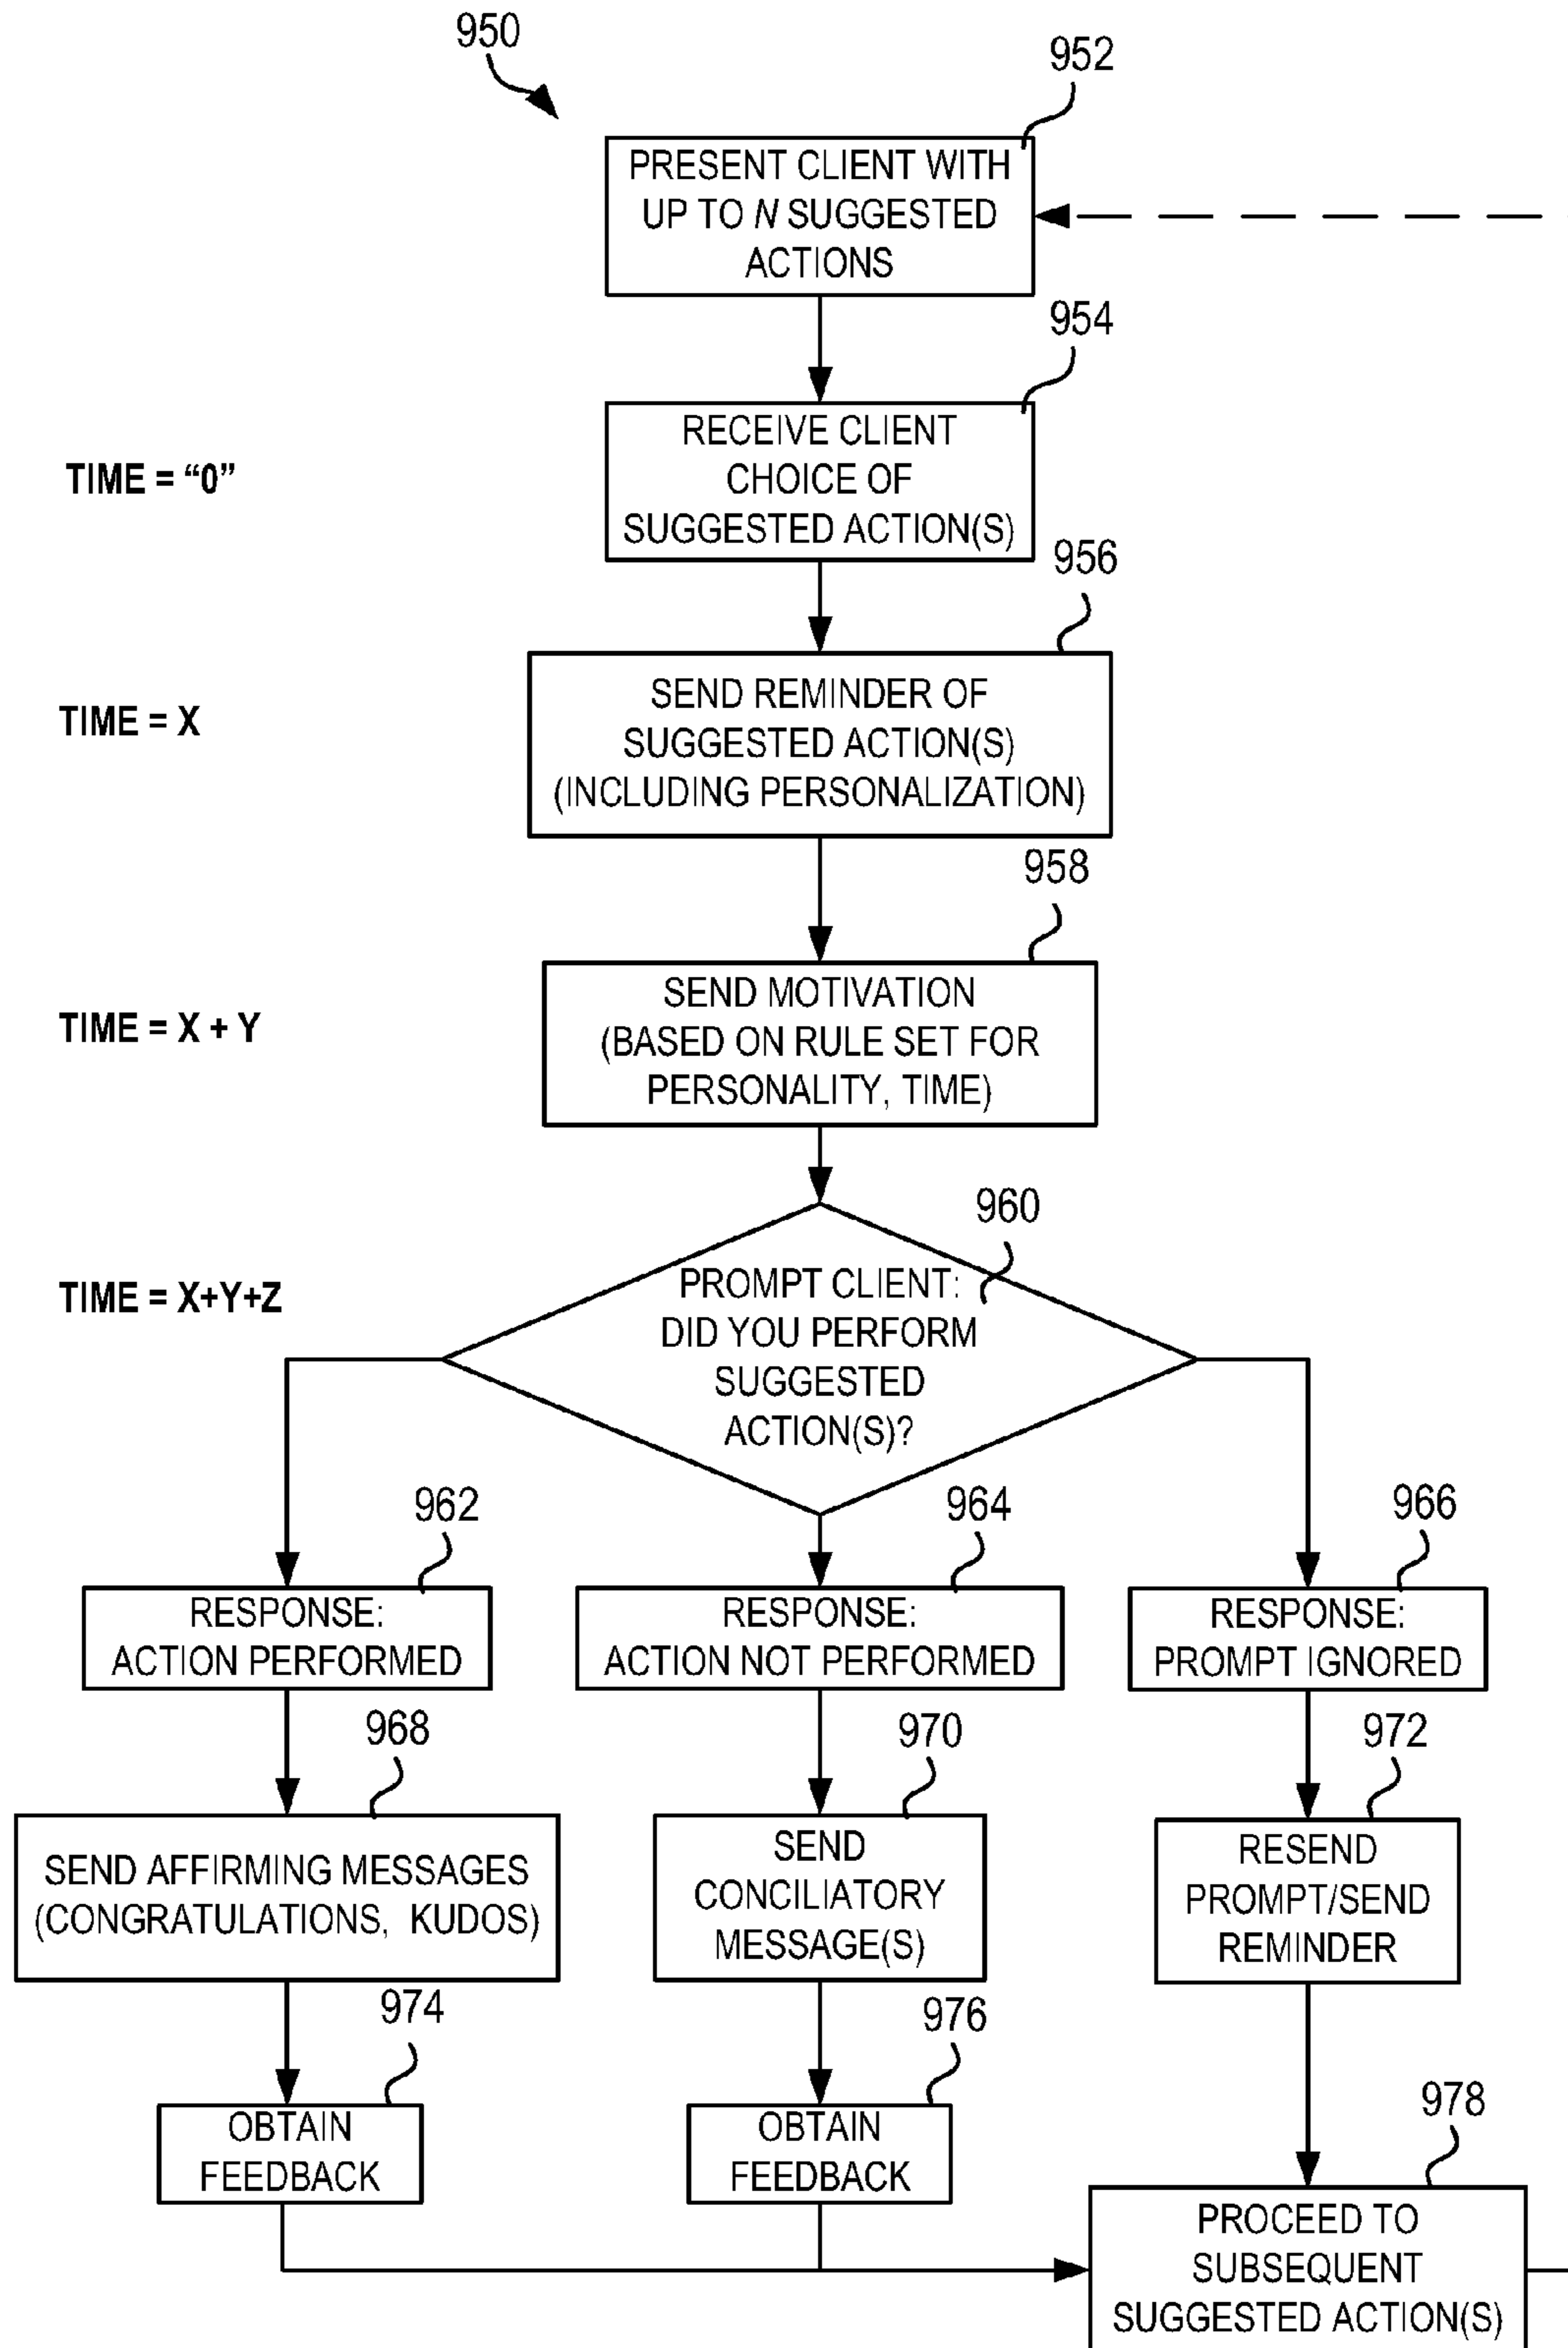 950
952
PRESENT CLIENT WITH
UP TO N SUGGESTED
ACTIONS
954
TIME = “0”
RECEIVE CLIENT
CHOICE OF
SUGGESTED ACTION(S)
956
TIME = X
SEND REMINDER OF
SUGGESTED ACTION(S)
(INCLUDING PERSONALIZATION)
958
TIME = X + Y
SEND MOTIVATION
(BASED ON RULE SET FOR
PERSONALITY, TIME)
960
TIME = X+Y+Z
PROMPT CLIENT:
DID YOU PERFORM
SUGGESTED
ACTION(S)?
962
RESPONSE:
ACTION PERFORMED
964
RESPONSE:
ACTION NOT PERFORMED
966
RESPONSE:
PROMPT IGNORED
968
SEND AFFIRMING MESSAGES
(CONGRATULATIONS, KUDOS)
970
SEND
CONCILIATORY
MESSAGE(S)
972
RESEND
PROMPT/SEND
REMINDER
974
OBTAIN
FEEDBACK
976
OBTAIN
FEEDBACK
978
PROCEED TO
SUBSEQUENT
SUGGESTED ACTION(S)